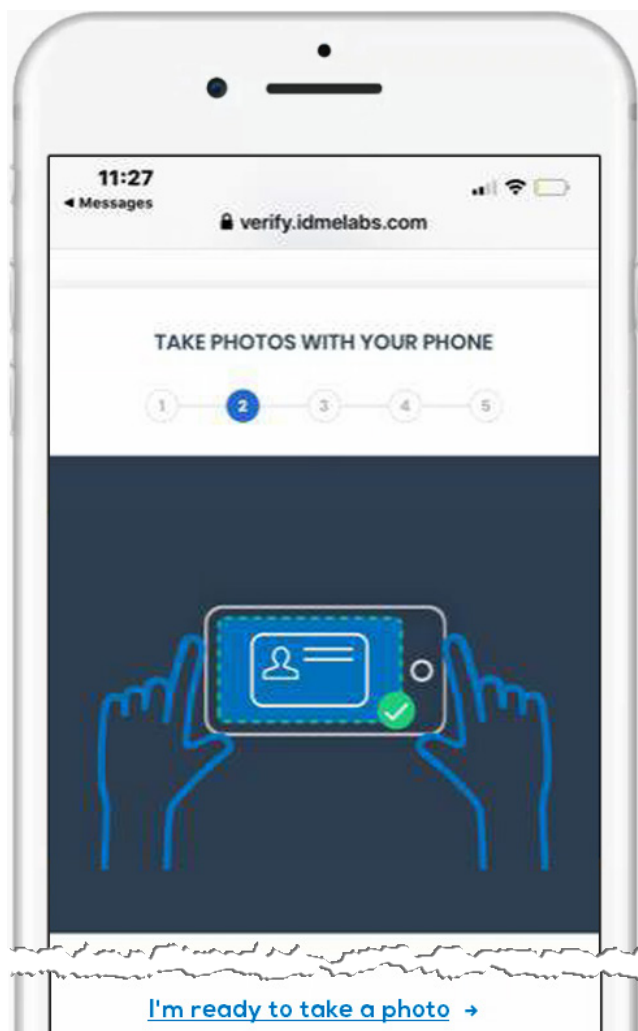 11:27
◀ Messages
verify.idmelabs.com
TAKE PHOTOS WITH YOUR PHONE
1 2 3 4 5
I'm ready to take a photo →